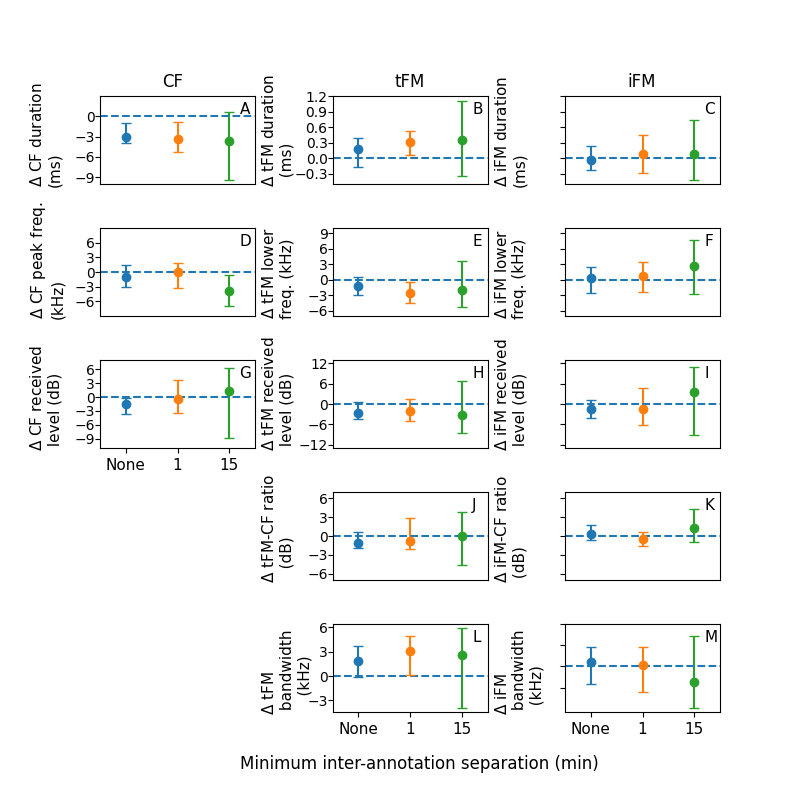 CF
tFM
iFM
Δ CF duration
(ms)
0
−3
−6
−9
A
Δ tFM duration
(ms)
1.2
0.9
0.6
0.3
0.0
−0.3
B
Δ iFM duration
(ms)
C
Δ CF peak freq.
(kHz)
6
3
0
−3
−6
D
Δ tFM lower
freq. (kHz)
9
6
3
0
−3
−6
E
Δ iFM lower
freq. (kHz)
F
Δ CF received
level (dB)
6
3
0
−3
−6
−9
G
None 1 15
Δ tFM received
level (dB)
12
6
0
−6
−12
H
Δ iFM received
level (dB)
I
Δ tFM-CF ratio
(dB)
6
3
0
−3
−6
J
Δ iFM-CF ratio
(dB)
K
Δ tFM
bandwidth
(kHz)
6
3
0
−3
L
None 1 15
Δ iFM
bandwidth
(kHz)
M
None 1 15
Minimum inter-annotation separation (min)